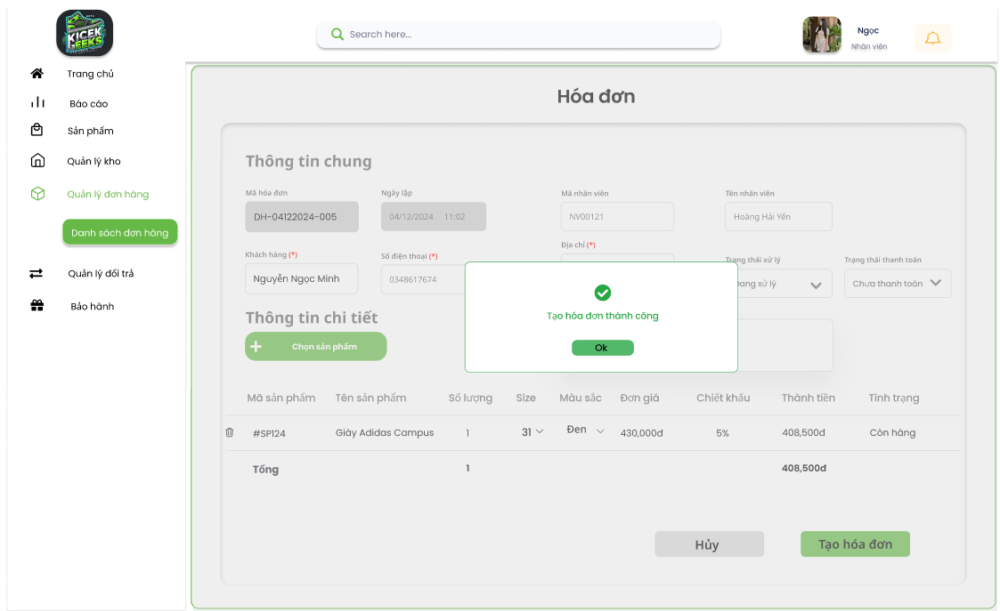 KICEK
GEEKS
Search here...
Ngọc
Nhân viên
Trang chủ
Báo cáo
Sản phẩm
Quản lý kho
Quản lý đơn hàng
Danh sách đơn hàng
Quản lý đổi trả
Bảo hành
Hóa đơn
Thông tin chung
Mã hóa đơn
Ngày lập
Mã nhân viên
Tên nhân viên
DH-04122024-005
04/12/2024 11:02
NV00121
Hoàng Hải Yến
Khách hàng (*)
Số điện thoại (*)
Địa chỉ (*)
Trạng thái xử lý
Trạng thái thanh toán
Nguyễn Ngọc Minh
0348617674
Đang xử lý
Chưa thanh toán
Tạo hóa đơn thành công
Ok
Thông tin chi tiết
Chọn sản phẩm
Mã sản phẩm Tên sản phẩm Số lượng Size Màu sắc Đơn giá Chiết khấu Thành tiền Tình trạng
#SP124 Giày Adidas Campus 1 31 Đen 430,000đ 5% 408,500đ Còn hàng
Tổng 1 408,500đ
Hủy
Tạo hóa đơn